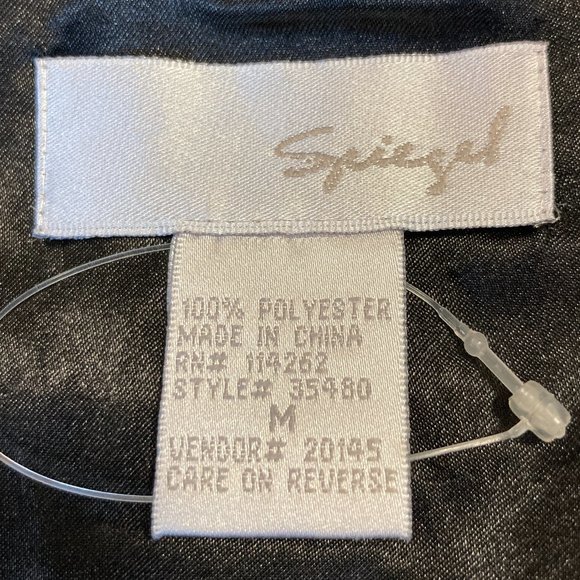 Spiegel
100% POLYESTER
MADE IN CHINA
RN# 114262
STYLE# 35480
M
VENDOR# 20145
CARE ON REVERSE